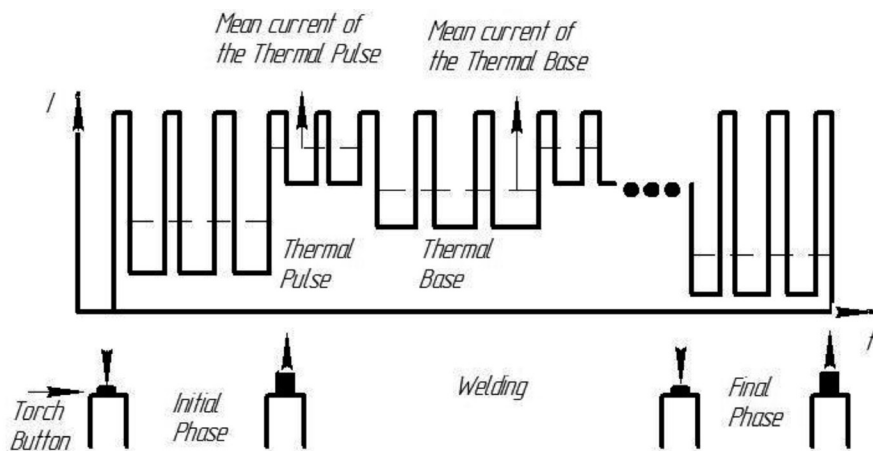 Mean current of
the Thermal Pulse
Mean current of
the Thermal Base
I
Thermal
Pulse
Thermal
Base
t
Torch
Button
Initial
Phase
Welding
Final
Phase